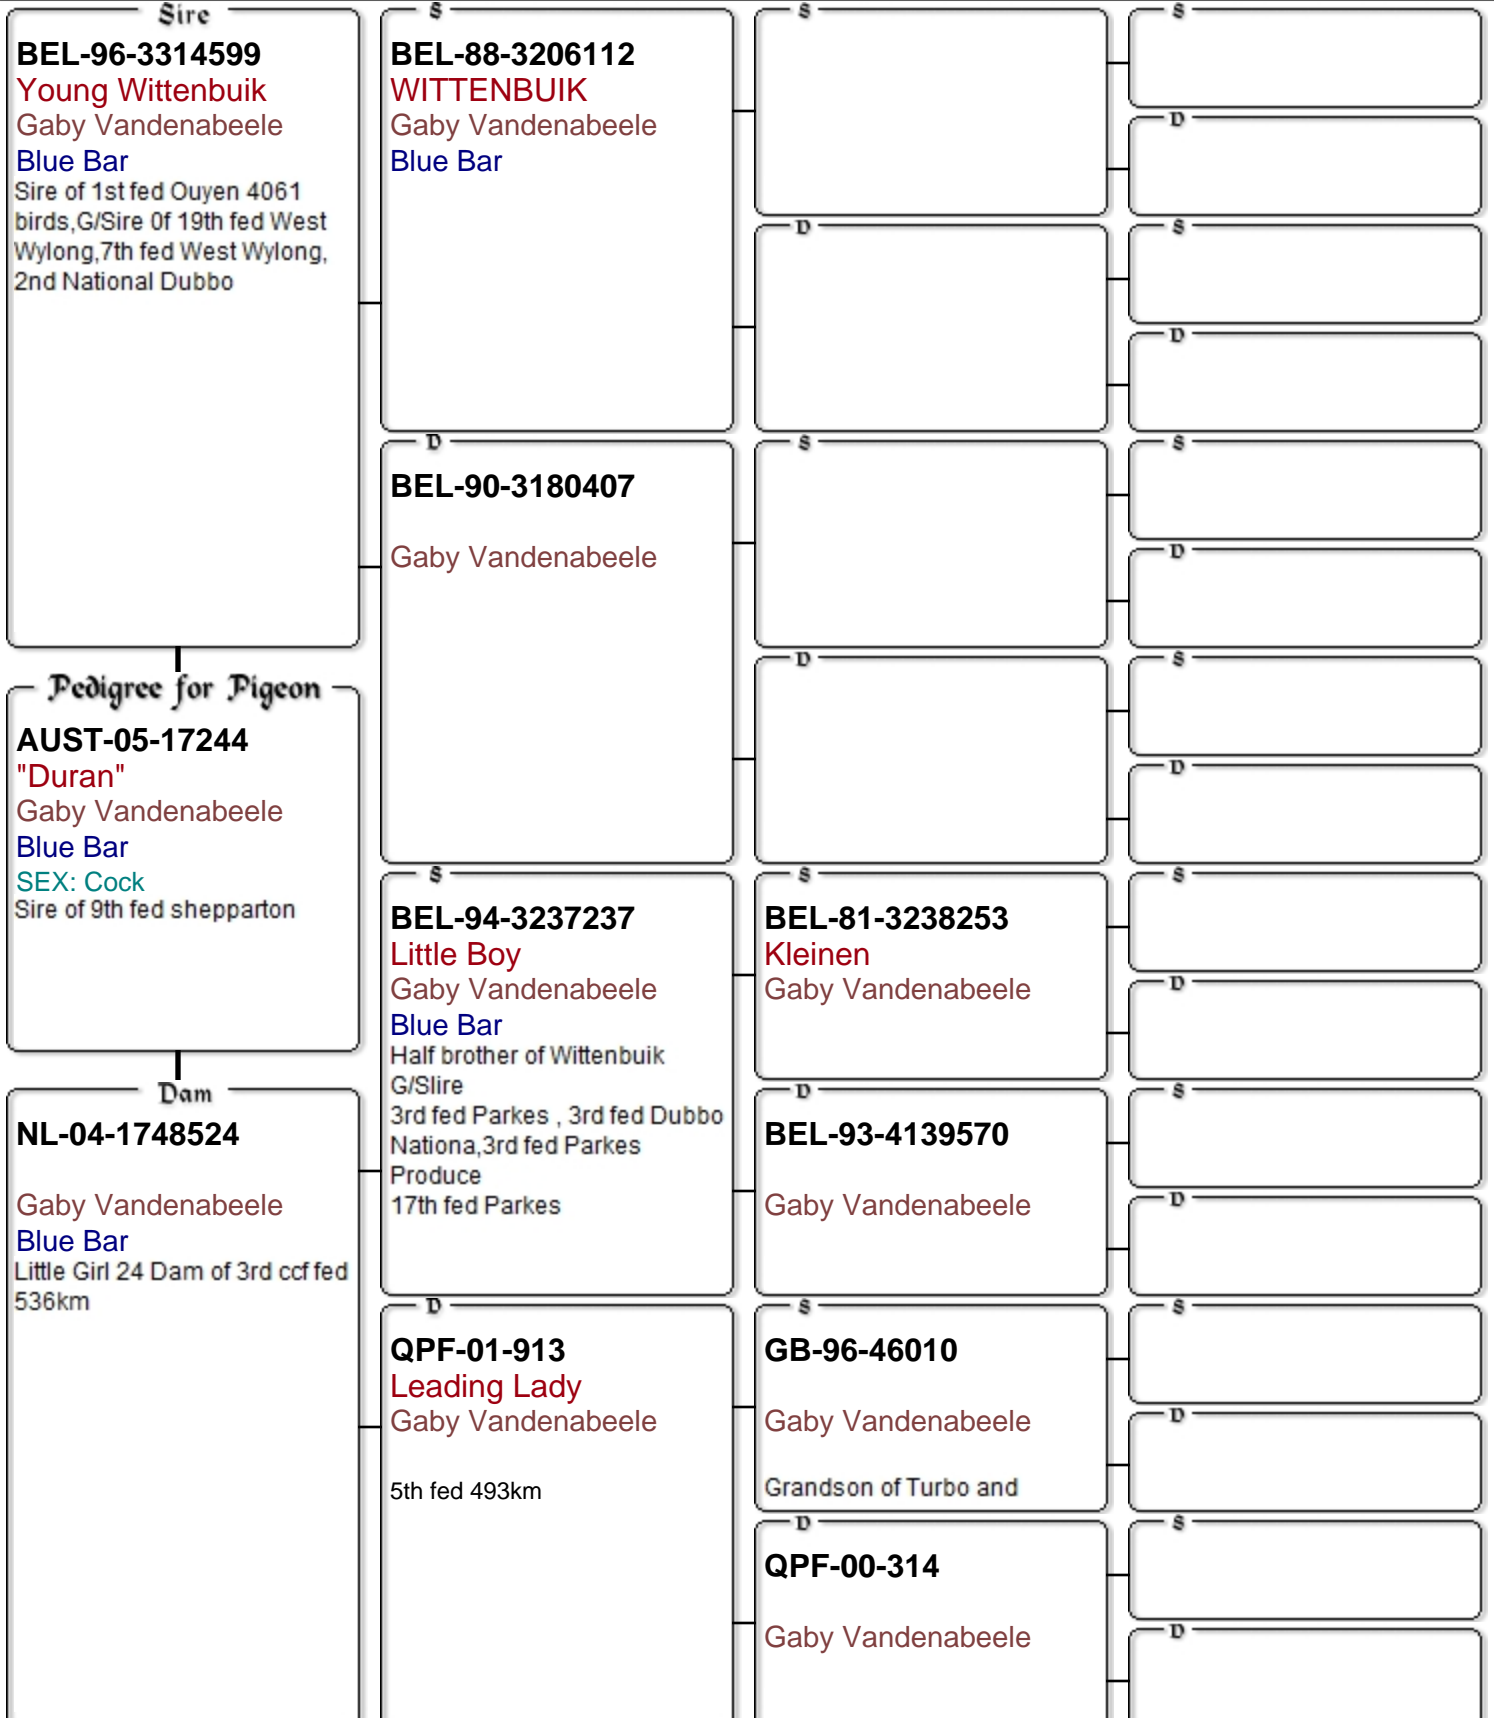 Sire
BEL-96-3314599
Young Wittenbuik
Gaby Vandenabeele
Blue Bar
Sire of 1st fed Ouyen 4061
birds,G/Sire 0f 19th fed West
Wylong,7th fed West Wylong,
2nd National Dubbo
Pedigree for Pigeon
AUST-05-17244
"Duran"
Gaby Vandenabeele
Blue Bar
SEX: Cock
Sire of 9th fed shepparton
Dam
NL-04-1748524
Gaby Vandenabeele
Blue Bar
Little Girl 24 Dam of 3rd ccf fed
536km
S
BEL-88-3206112
WITTENBUIK
Gaby Vandenabeele
Blue Bar
D
BEL-90-3180407
Gaby Vandenabeele
S
BEL-94-3237237
Little Boy
Gaby Vandenabeele
Blue Bar
Half brother of Wittenbuik
G/Slire
3rd fed Parkes , 3rd fed Dubbo
Nationa,3rd fed Parkes
Produce
17th fed Parkes
D
QPF-01-913
Leading Lady
Gaby Vandenabeele
5th fed 493km
S
D
S
D
S
BEL-81-3238253
Kleinen
Gaby Vandenabeele
D
BEL-93-4139570
Gaby Vandenabeele
S
GB-96-46010
Gaby Vandenabeele
Grandson of Turbo and
D
QPF-00-314
Gaby Vandenabeele
S
D
S
D
S
D
S
D
S
D
S
D
S
D
S
D